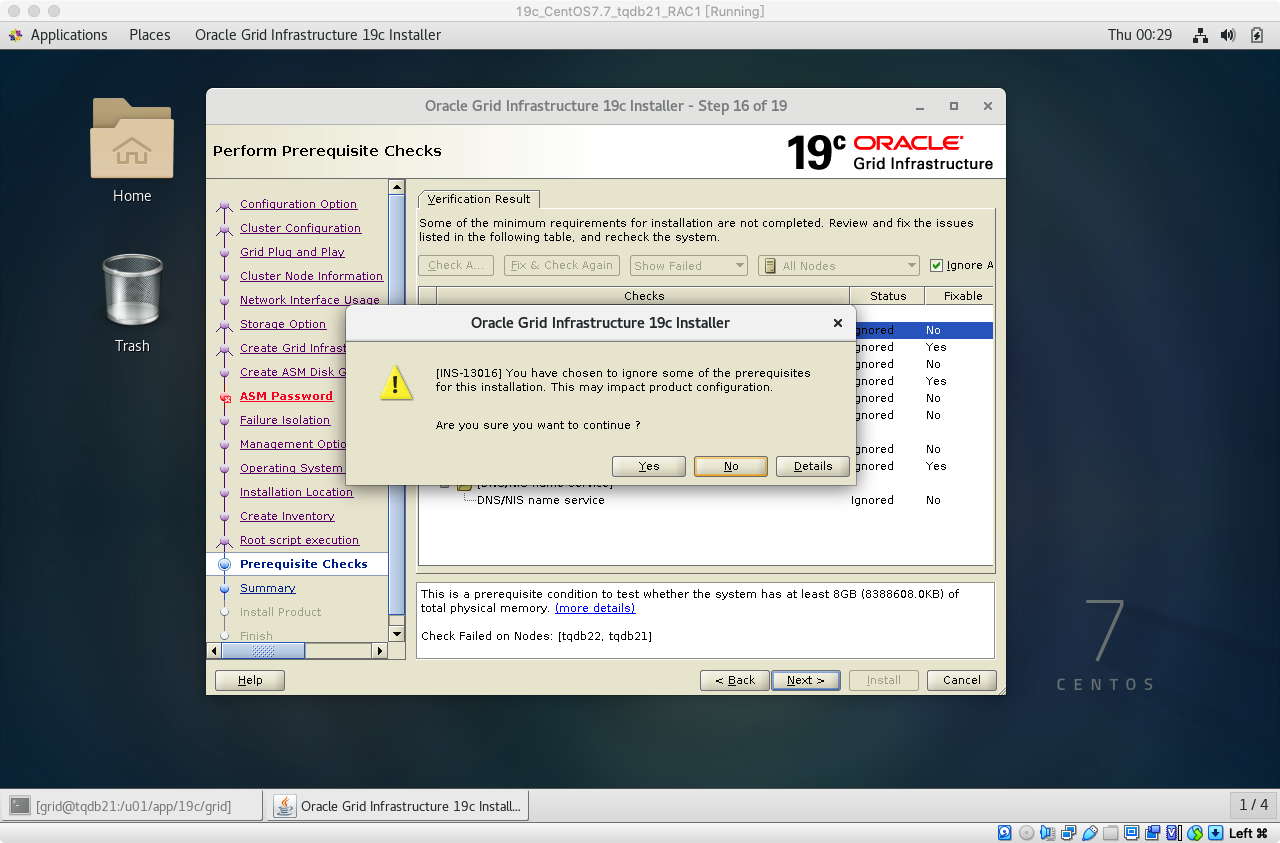 19c_CentOS7.7_tqdb21_RAC1 [Running]
Applications Places Oracle Grid Infrastructure 19c Installer Thu 00:29
Home
Trash
Oracle Grid Infrastructure 19c Installer - Step 16 of 19
Perform Prerequisite Checks
19c ORACLE
Grid Infrastructure
Configuration Option
Cluster Configuration
Grid Plug and Play
Cluster Node Information
Network Interface Usage
Storage Option
Create Grid Infrast
Create ASM Disk G
ASM Password
Failure Isolation
Management Optio
Operating System
Installation Location
Create Inventory
Root script execution
Prerequisite Checks
Summary
Install Product
Finish
Verification Result
Some of the minimum requirements for installation are not completed. Review and fix the issues
listed in the following table, and recheck the system.
Check A... Fix & Check Again Show Failed All Nodes Ignore A
Checks Status Fixable
gnored No
gnored Yes
gnored No
gnored Yes
gnored No
gnored No
gnored No
gnored Yes
[DNS/NIS name service]
DNS/NIS name service Ignored No
Oracle Grid Infrastructure 19c Installer
[INS-13016] You have chosen to ignore some of the prerequisites
for this installation. This may impact product configuration.
Are you sure you want to continue ?
Yes No Details
This is a prerequisite condition to test whether the system has at least 8GB (8388608.0KB) of
total physical memory. (more details)
Check Failed on Nodes: [tqdb22, tqdb21]
Help < Back Next > Install Cancel
7
CENTOS
[grid@tqdb21:/u01/app/19c/grid] Oracle Grid Infrastructure 19c Install... 1 / 4
Left ⌘